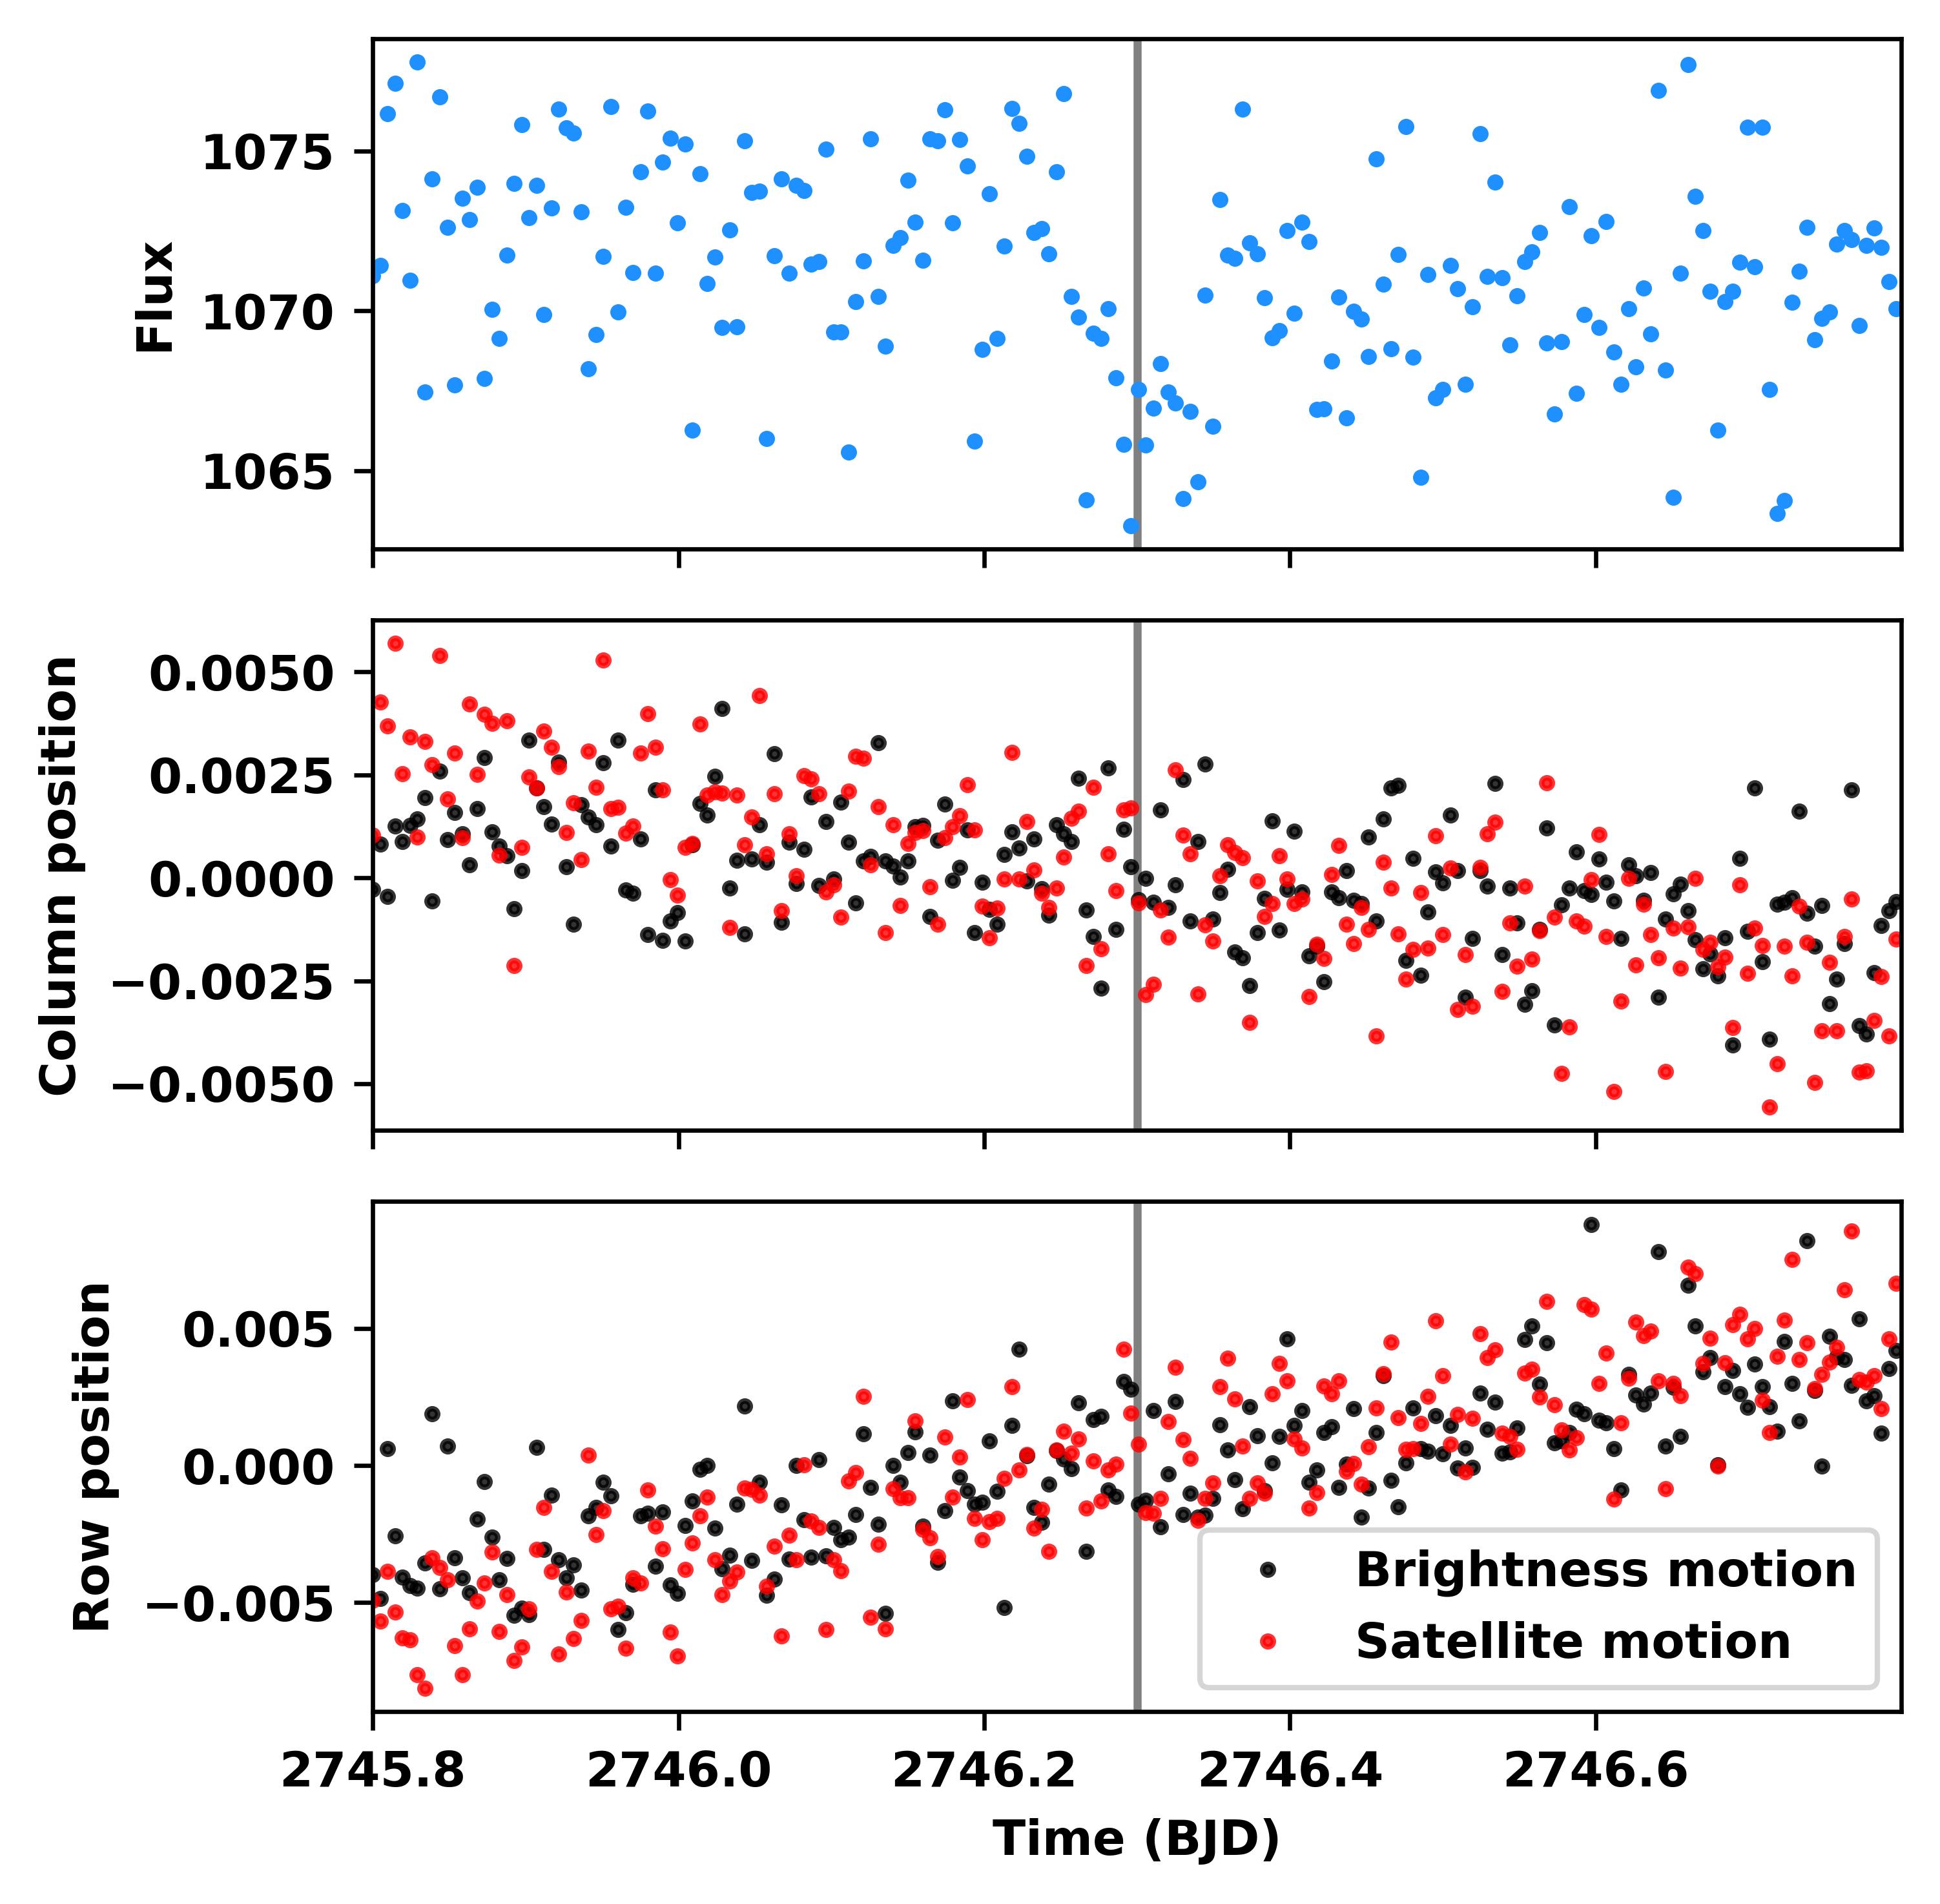 Flux
1075
1070
1065
Column position
0.0050
0.0025
0.0000
−0.0025
−0.0050
Row position
0.005
0.000
−0.005
Brightness motion
Satellite motion
2745.8 2746.0 2746.2 2746.4 2746.6
Time (BJD)